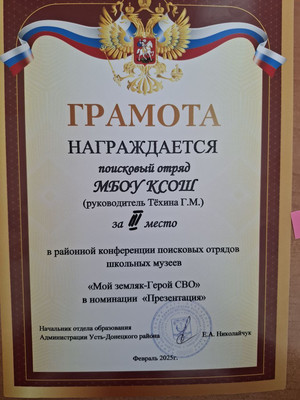 ГРАМОТА
НАГРАЖДАЕТСЯ
поисковый отряд
МБОУ КСОШ
(руководитель Тёхина Г.М.)
за III место
в районной конференции поисковых отрядов
школьных музеев
«Мой земляк-Герой СВО»
в номинации «Презентация»
Начальник отдела образования
Администрации Усть-Донецкого района
Е.А. Николайчук
Февраль 2025г.